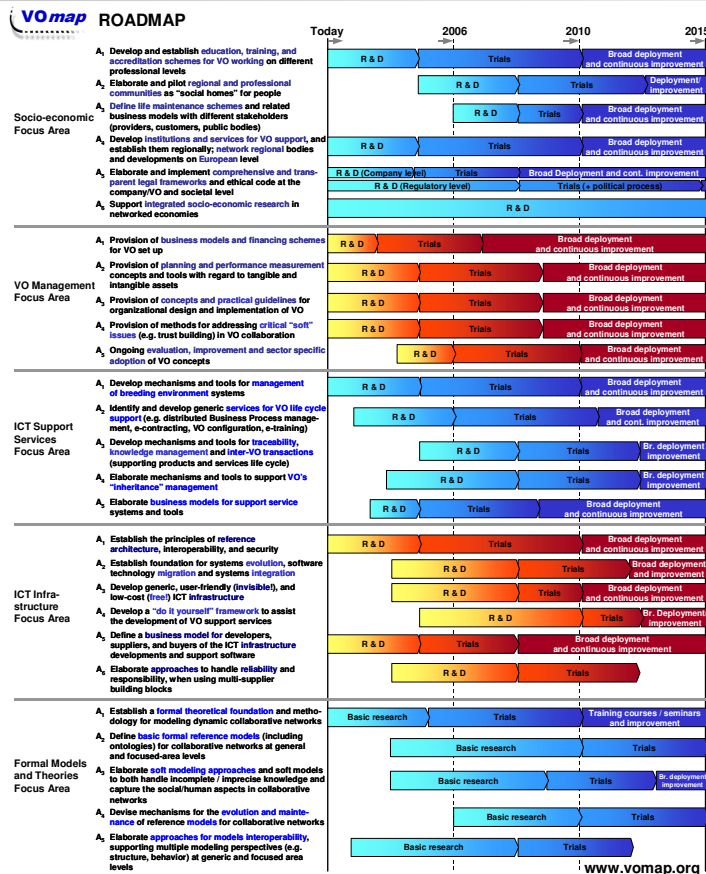 VOmap ROADMAP
Today 2006 2010 2015
Socio-economic
Focus Area
A1 Develop and establish education, training, and
accreditation schemes for VO working on different
professional levels
R & D Trials Broad deployment
and continuous improvement
A2 Elaborate and pilot regional and professional
communities as “social homes” for people
R & D Trials Deployment/
improvement
A3 Define life maintenance schemes and related
business models with different stakeholders
(providers, customers, public bodies)
R & D Trials Broad deployment
and continuous improvement
A4 Develop institutions and services for VO support, and
establish them regionally; network regional bodies
and developments on European level
R & D Trials Broad deployment
and continuous improvement
A5 Elaborate and implement comprehensive and trans-
parent legal frameworks and ethical code at the
company/VO and societal level
R & D (Company level) Trials Broad Deployment and cont. improvement
R & D (Regulatory level) Trials (+ political process)
A6 Support integrated socio-economic research in
networked economies
R & D
VO Management
Focus Area
A1 Provision of business models and financing schemes
for VO set up
R & D Trials Broad deployment
and continuous improvement
A2 Provision of planning and performance measurement
concepts and tools with regard to tangible and
intangible assets
R & D Trials Broad deployment
and continuous improvement
A3 Provision of concepts and practical guidelines for
organizational design and implementation of VO
R & D Trials Broad deployment
and continuous improvement
A4 Provision of methods for addressing critical “soft”
issues (e.g. trust building) in VO collaboration
R & D Trials Broad deployment
and continuous improvement
A5 Ongoing evaluation, improvement and sector specific
adoption of VO concepts
R & D Trials Broad deployment
and continuous improvement
ICT Support
Services
Focus Area
A1 Develop mechanisms and tools for management
of breeding environment systems
R & D Trials Broad deployment
and continuous improvement
A2 Identify and develop generic services for VO life cycle
support (e.g. distributed Business Process manage-
ment, e-contracting, VO configuration, e-training)
R & D Trials Broad deployment
and cont. improvement
A3 Develop mechanisms and tools for traceability,
knowledge management and inter-VO transactions
(supporting products and services life cycle)
R & D Trials Br. deployment
improvement
A4 Elaborate mechanisms and tools to support VO’s
“inheritance” management
R & D Trials Br. deployment
improvement
A5 Elaborate business models for support service
systems and tools
R & D Trials Broad deployment
and continuous improvement
ICT Infra-
structure
Focus Area
A1 Establish the principles of reference
architecture, interoperability, and security
R & D Trials Broad deployment
and continuous improvement
A2 Establish foundation for systems evolution, software
technology migration and systems integration
R & D Trials Broad deployment
and improvement
A3 Develop generic, user-friendly (invisible!), and
low-cost (free!) ICT infrastructure
R & D Trials Broad deployment
and continuous improvement
A4 Develop a “do it yourself” framework to assist
the development of VO support services
R & D Trials Br. Deployment
improvement
A5 Define a business model for developers,
suppliers, and buyers of the ICT infrastructure
developments and support software
R & D Trials Broad deployment
and continuous improvement
A6 Elaborate approaches to handle reliability and
responsibility, when using multi-supplier
building blocks
R & D Trials
Formal Models
and Theories
Focus Area
A1 Establish a formal theoretical foundation and metho-
dology for modeling dynamic collaborative networks
Basic research Trials Training courses / seminars
and improvement
A2 Define basic formal reference models (including
ontologies) for collaborative networks at general
and focused-area levels
Basic research Trials
A3 Elaborate soft modeling approaches and soft models
to both handle incomplete / imprecise knowledge and
capture the social/human aspects in collaborative
networks
Basic research Trials Br. deployment
improvement
A4 Devise mechanisms for the evolution and mainte-
nance of reference models for collaborative networks
Basic research Trials
A5 Elaborate approaches for models interoperability,
supporting multiple modeling perspectives (e.g.
structure, behavior) at generic and focused area
levels
Basic research Trials
www.vomap.org